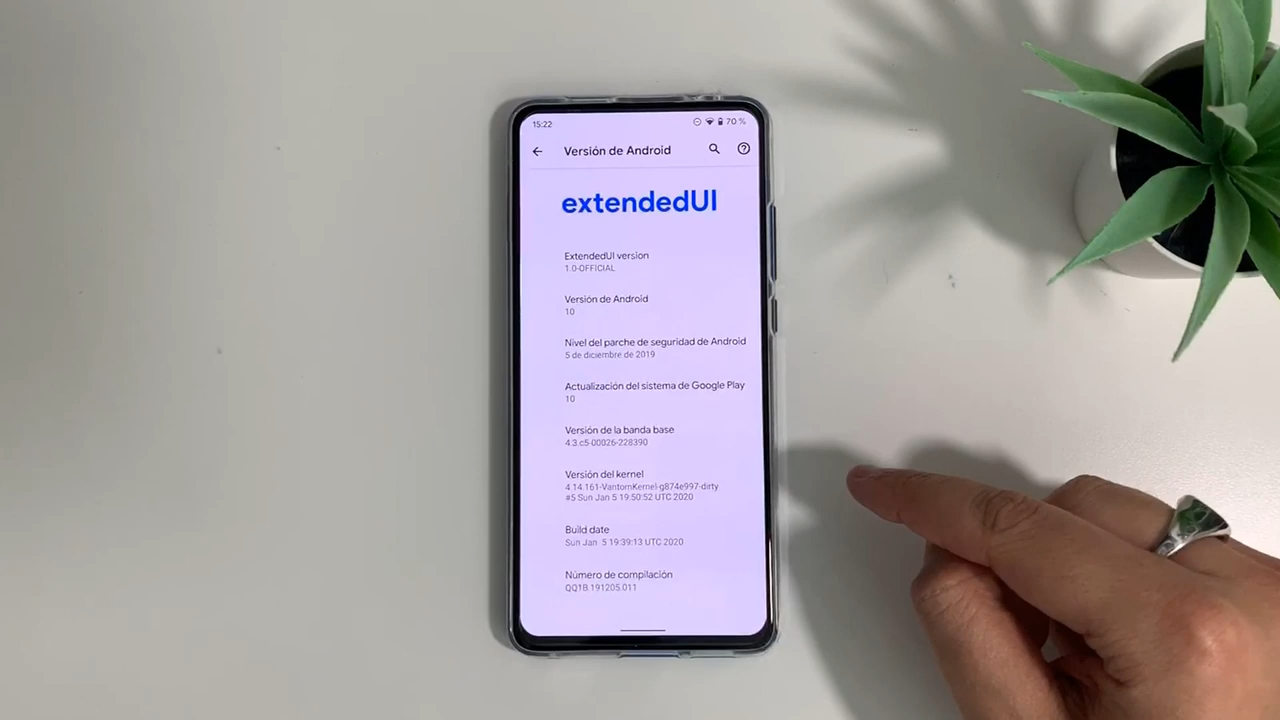 15:22
70 %
Versión de Android
extendedUI
ExtendedUI version
1.0-OFFICIAL
Versión de Android
10
Nivel del parche de seguridad de Android
5 de diciembre de 2019
Actualización del sistema de Google Play
10
Versión de la banda base
4.3.c5-00026-228390
Versión del kernel
4.14.161-VantomKernel-g874e997-dirty
#5 Sun Jan 5 19:50:52 UTC 2020
Build date
Sun Jan  5 19:39:13 UTC 2020
Número de compilación
QQ1B.191205.011